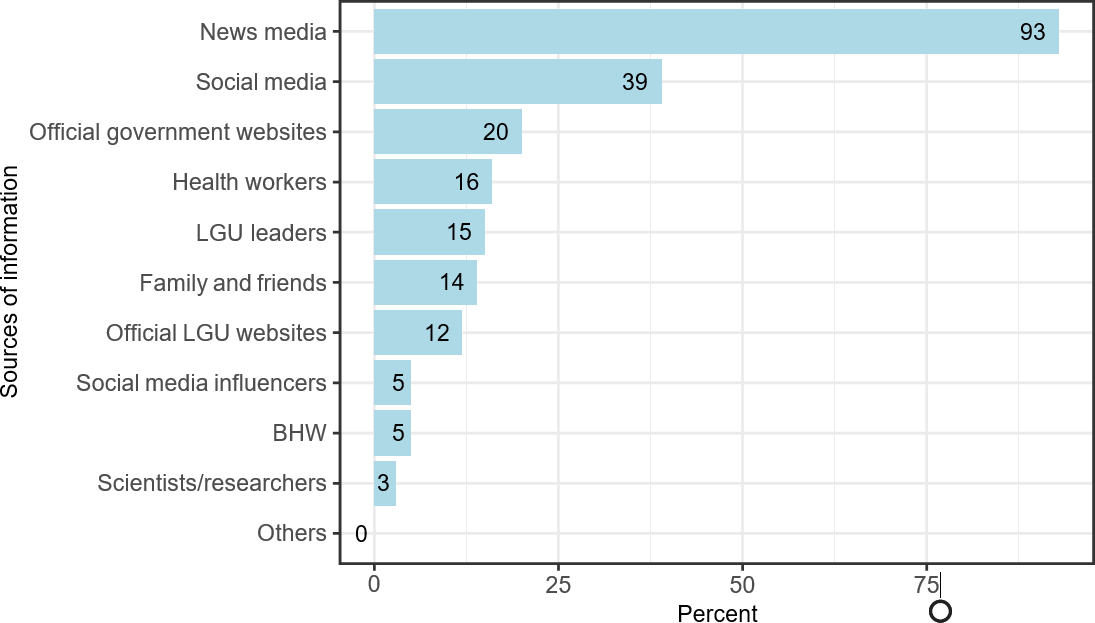 News media 93
Social media 39
Official government websites 20
Health workers 16
LGU leaders 15
Family and friends 14
Official LGU websites 12
Social media influencers 5
BHW 5
Scientists/researchers 3
Others 0
0 25 50 75
Percent
Sources of information